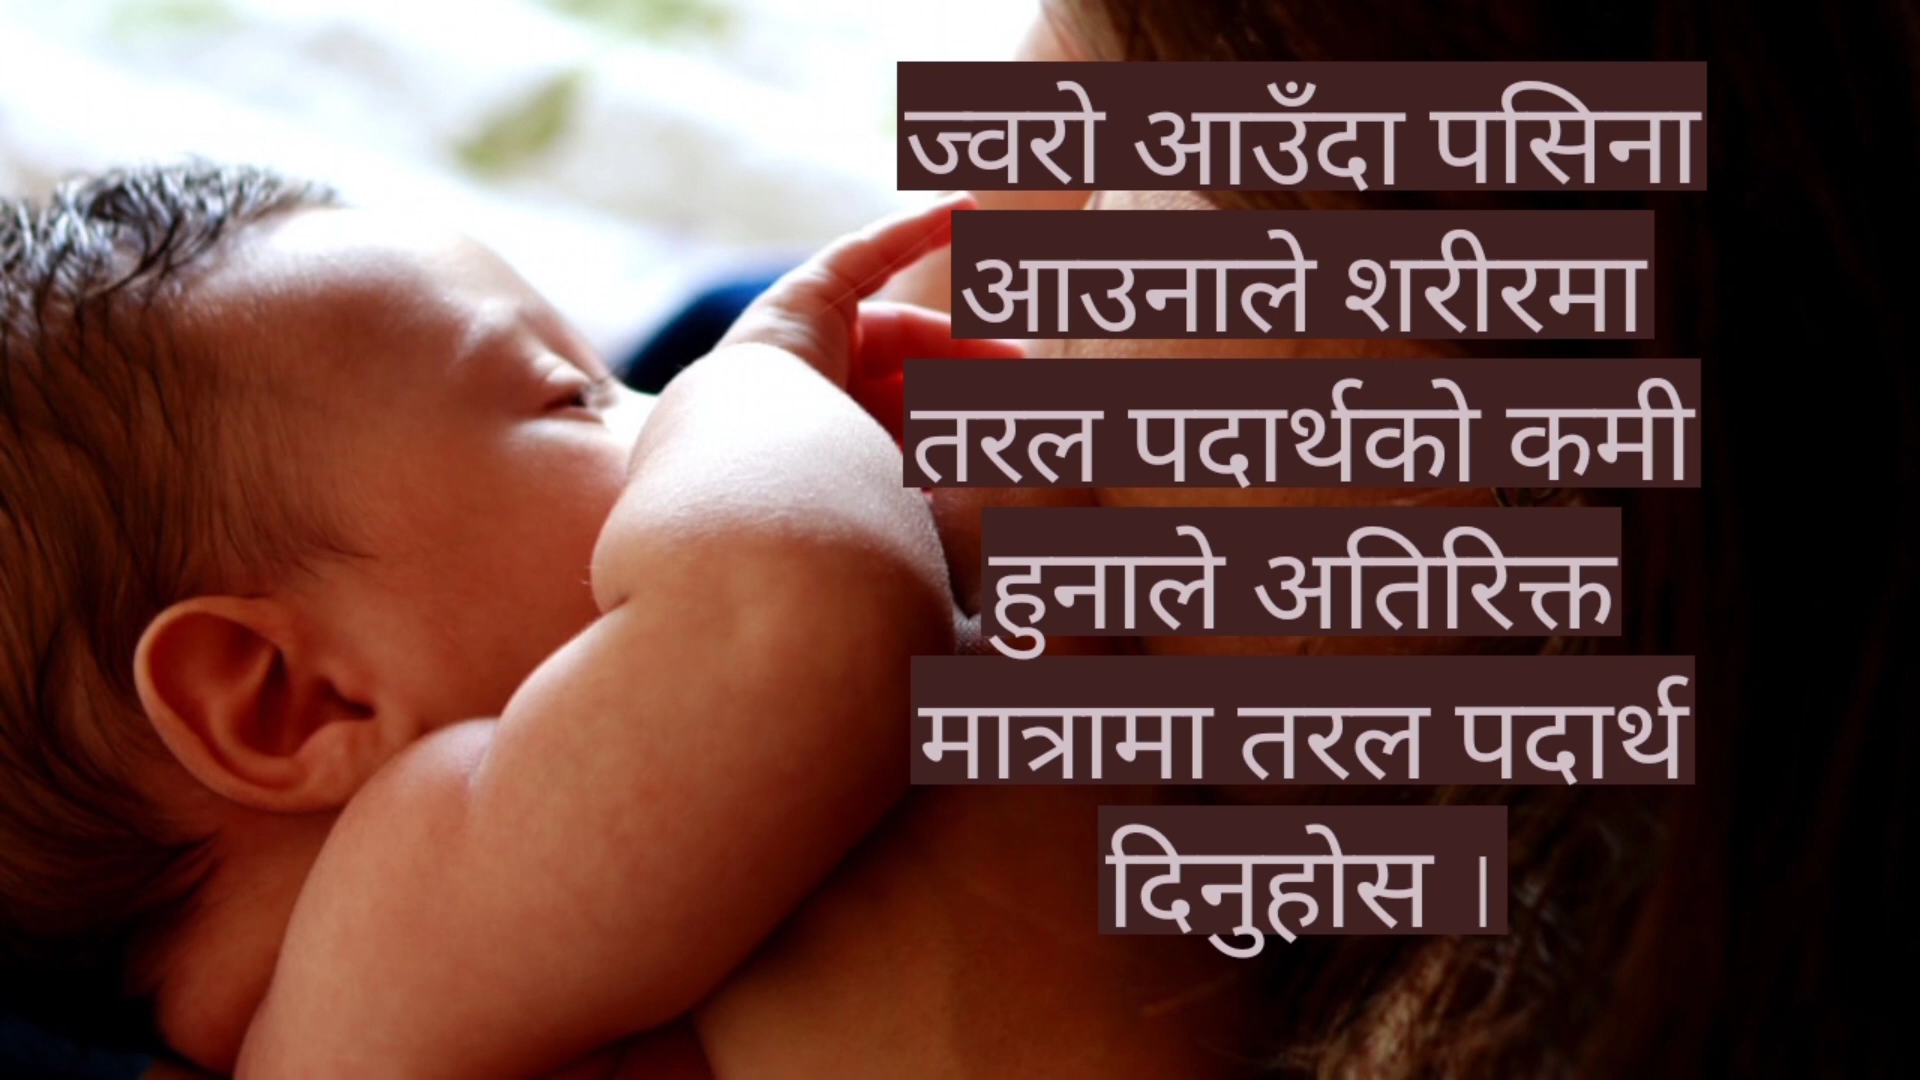 ज्वरो आउँदा पसिना
आउनाले शरीरमा
तरल पदार्थको कमी
हुनाले अतिरिक्त
मात्रामा तरल पदार्थ
दिनुहोस ।